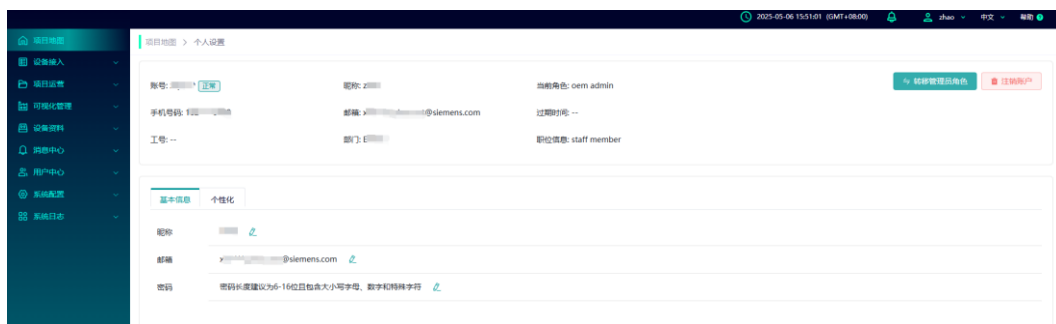 2025-05-06 15:51:01 (GMT+08:00) zhao 中文 帮助
项目地图
设备接入
项目运营
可视化管理
设备资料
消息中心
用户中心
系统配置
系统日志
项目地图 > 个人设置
账号: 正常 昵称: z 当前角色: oem admin 转移管理员角色 注销账户
手机号码: 1 邮箱: @siemens.com 过期时间: --
工号: -- 部门: 职位信息: staff member
基本信息 个性化
昵称
邮箱 @siemens.com
密码 密码长度建议为6-16位且包含大小写字母、数字和特殊字符